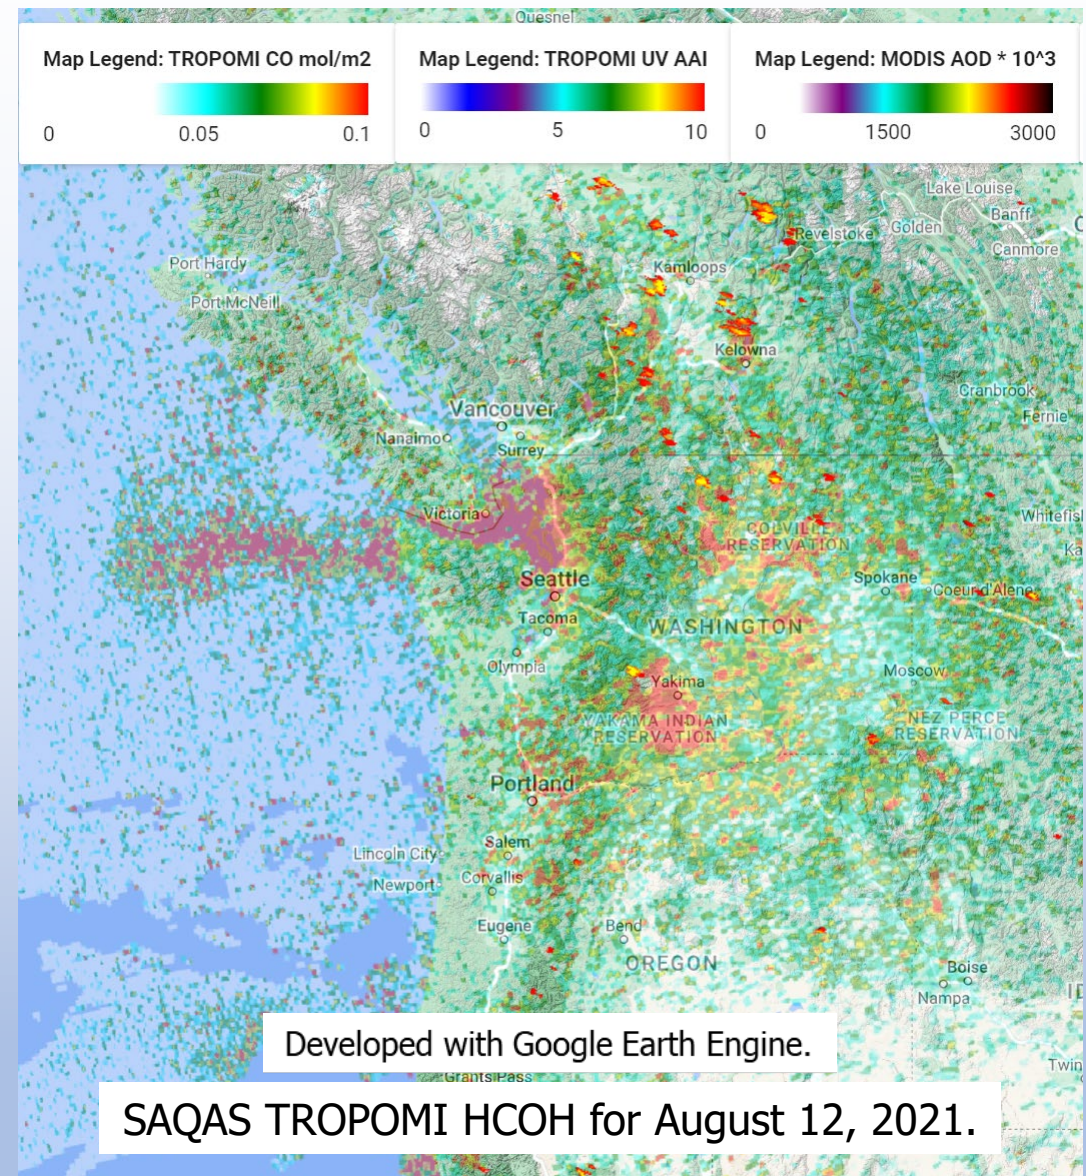 Quesnel
Map Legend: TROPOMI CO mol/m2
0 0.05 0.1
Map Legend: TROPOMI UV AAI
0 5 10
Map Legend: MODIS AOD * 10^3
0 1500 3000
Lake Louise
Banff
Golden
Revelstoke
Canmore
Port Hardy
Kamloops
Port McNeill
Kelowna
Cranbrook
Vancouver
Fernie
Nanaimo
Surrey
Victoria
Whitefis
COLVILLE
RESERVATION
Ka
Seattle
Spokane
Coeur d'Alene
Tacoma
WASHINGTON
Olympia
Moscow
Yakima
YAKAMA INDIAN
RESERVATION
NEZ PERCE
RESERVATION
Portland
Salem
Lincoln City
Corvallis
Newport
Eugene
Bend
OREGON
Boise
Nampa
ID
Developed with Google Earth Engine.
Twin
Grants Pass
SAQAS TROPOMI HCOH for August 12, 2021.